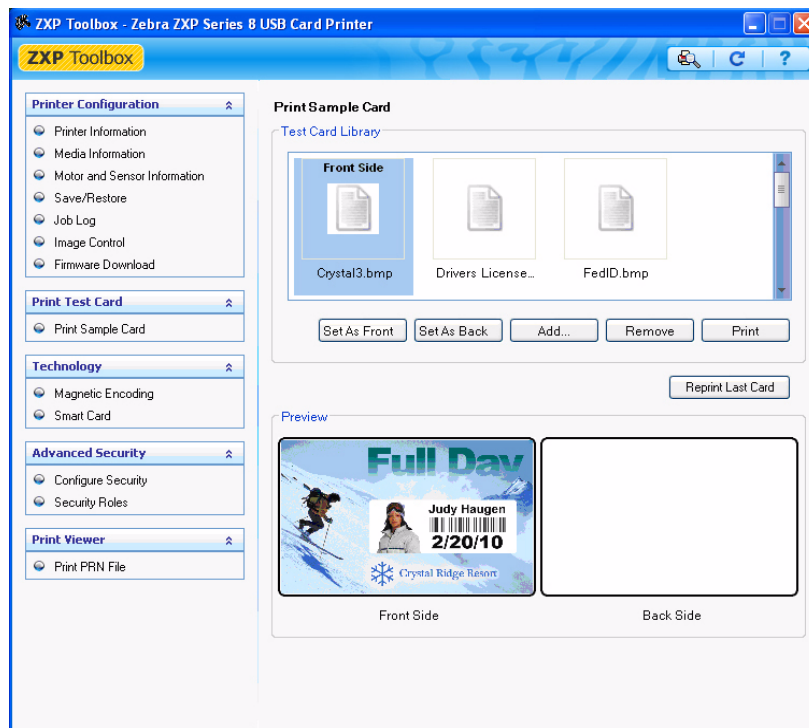 ZXP Toolbox - Zebra ZXP Series 8 USB Card Printer
ZXP Toolbox
Printer Configuration
Printer Information
Media Information
Motor and Sensor Information
Save/Restore
Job Log
Image Control
Firmware Download
Print Test Card
Print Sample Card
Technology
Magnetic Encoding
Smart Card
Advanced Security
Configure Security
Security Roles
Print Viewer
Print PRN File
Print Sample Card
Test Card Library
Front Side
Crystal3.bmp
Drivers License...
FedID.bmp
Set As Front
Set As Back
Add...
Remove
Print
Reprint Last Card
Preview
Full Day
Judy Haugen
2/20/10
Crystal Ridge Resort
Front Side
Back Side